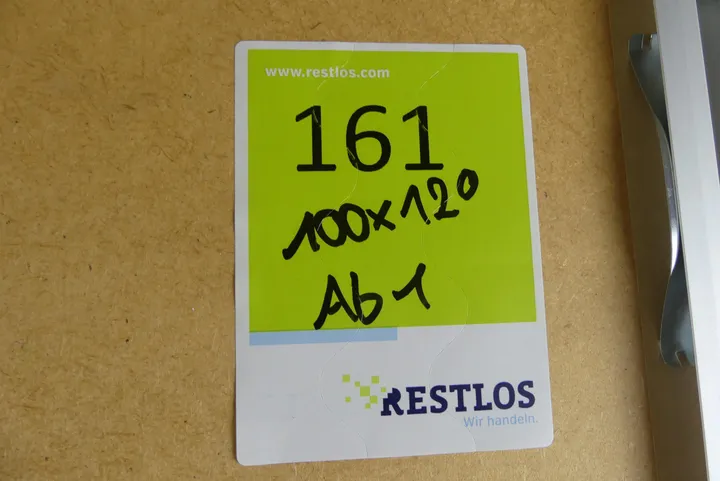 www.restlos.com
161
100x120
Ab 1
RESTLOS
Wir handeln.